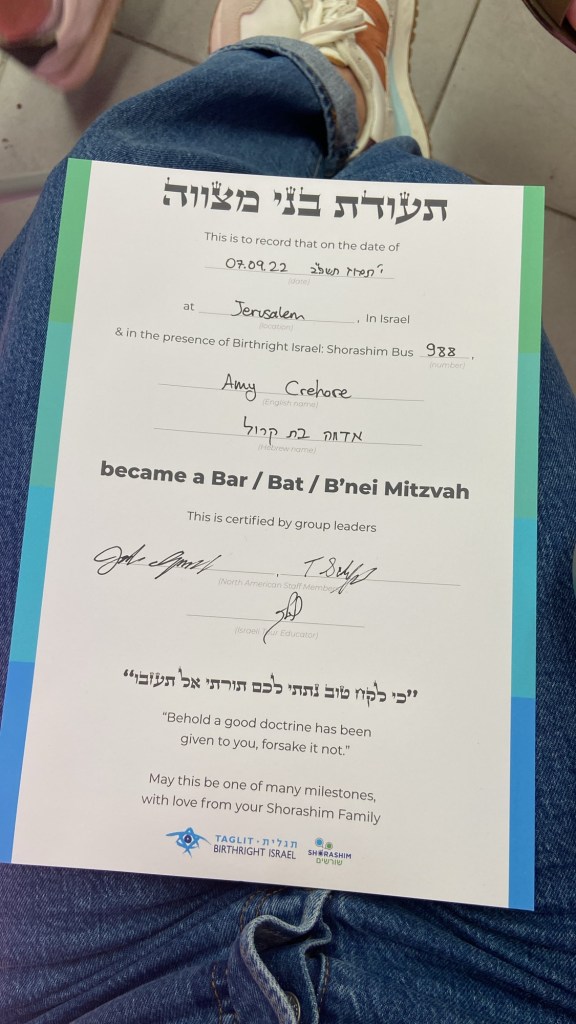 תעודת בני מצווה
This is to record that on the date of
07.09.22 י' תמוז תשפ"ב
(date)
at Jerusalem, In Israel
(location)
& in the presence of Birthright Israel: Shorashim Bus 988,
(number)
Amy Crehore
(English name)
בת קרול
(Hebrew name)
became a Bar / Bat / B'nei Mitzvah
This is certified by group leaders
(North American Staff Member
(Israeli Tour Educator)
"כי לקח טוב נתתי לכם תורתי אל תעזבו"
"Behold a good doctrine has been
given to you, forsake it not."
May this be one of many milestones,
with love from your Shorashim Family
TAGLIT · תגלית
BIRTHRIGHT ISRAEL
SHORASHIM
שורשים